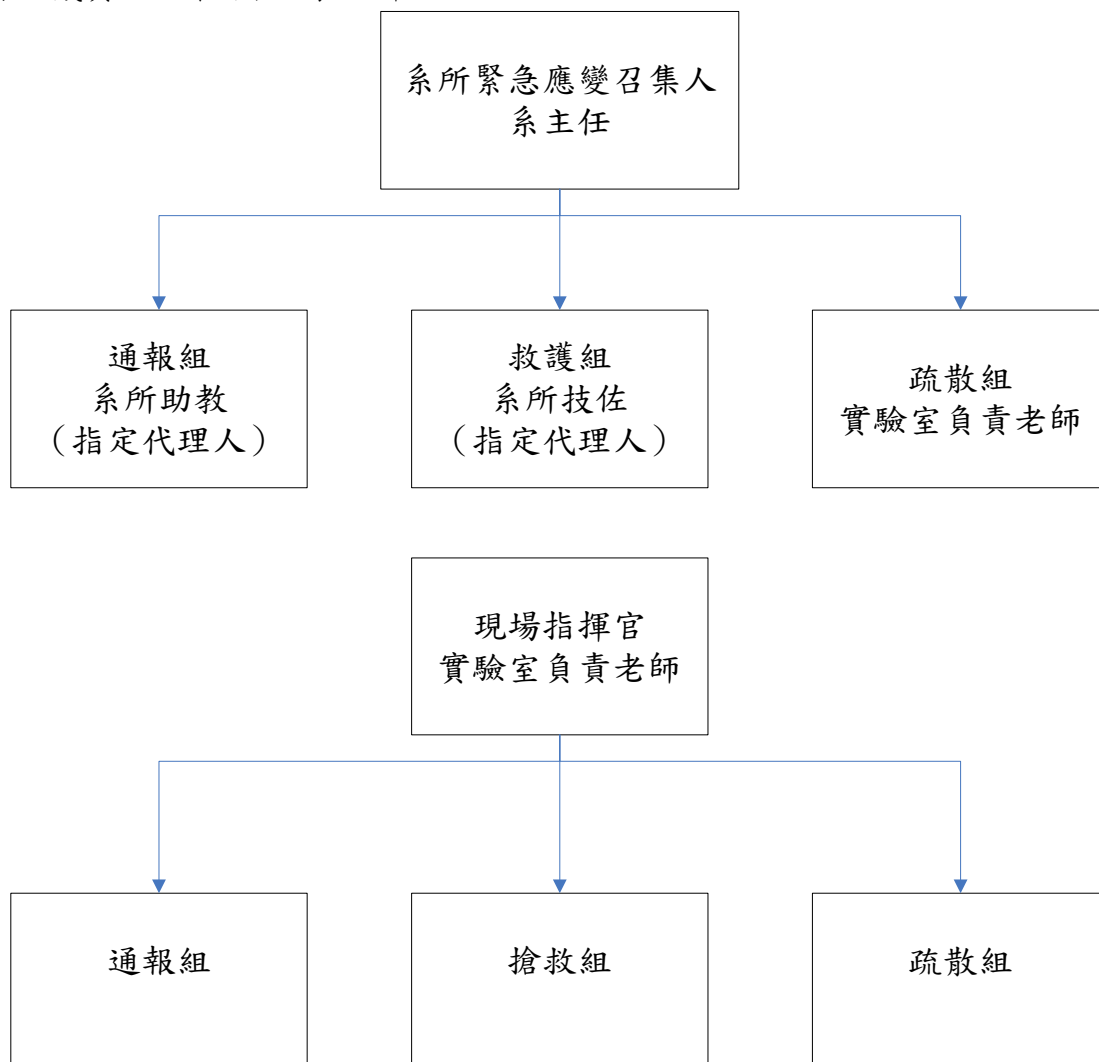 系所緊急應變召集人
系主任
通報組
系所助教
（指定代理人）
救護組
系所技佐
（指定代理人）
疏散組
實驗室負責老師
現場指揮官
實驗室負責老師
通報組
搶救組
疏散組